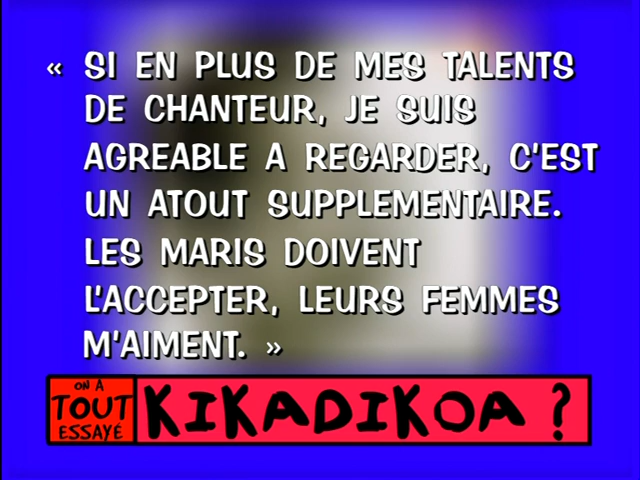 « SI EN PLUS DE MES TALENTS
DE CHANTEUR, JE SUIS
AGREABLE A REGARDER, C'EST
UN ATOUT SUPPLEMENTAIRE.
LES MARIS DOIVENT
L'ACCEPTER, LEURS FEMMES
M'AIMENT. »
ON A
TOUT
ESSAYÉ
KIKADIKOA ?